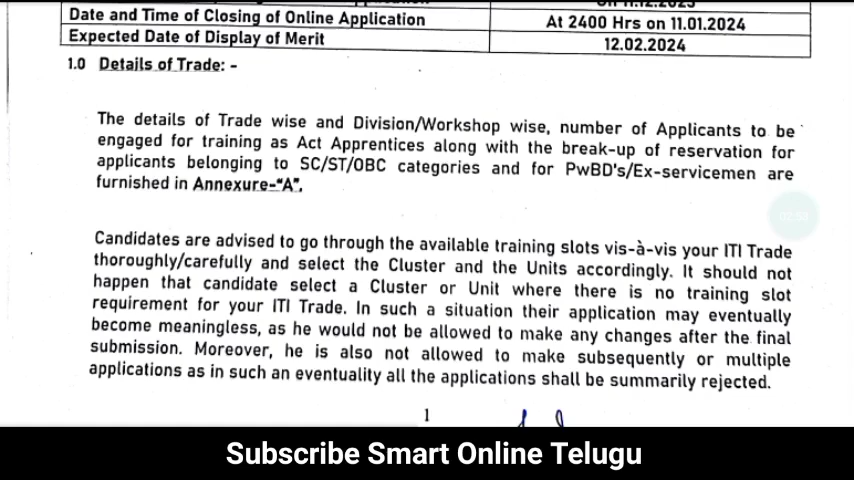 on 11.12.2023
Date and Time of Closing of Online Application
At 2400 Hrs on 11.01.2024
Expected Date of Display of Merit
12.02.2024
1.0 Details of Trade: -
The details of Trade wise and Division/Workshop wise, number of Applicants to be
engaged for training as Act Apprentices along with the break-up of reservation for
applicants belonging to SC/ST/OBC categories and for PwBD's/Ex-servicemen are
furnished in Annexure-"A".
Candidates are advised to go through the available training slots vis-à-vis your ITI Trade
thoroughly/carefully and select the Cluster and the Units accordingly. It should not
happen that candidate select a Cluster or Unit where there is no training slot
requirement for your ITI Trade. In such a situation their application may eventually
become meaningless, as he would not be allowed to make any changes after the final
submission. Moreover, he is also not allowed to make subsequently or multiple
applications as in such an eventuality all the applications shall be summarily rejected.
1
Subscribe Smart Online Telugu